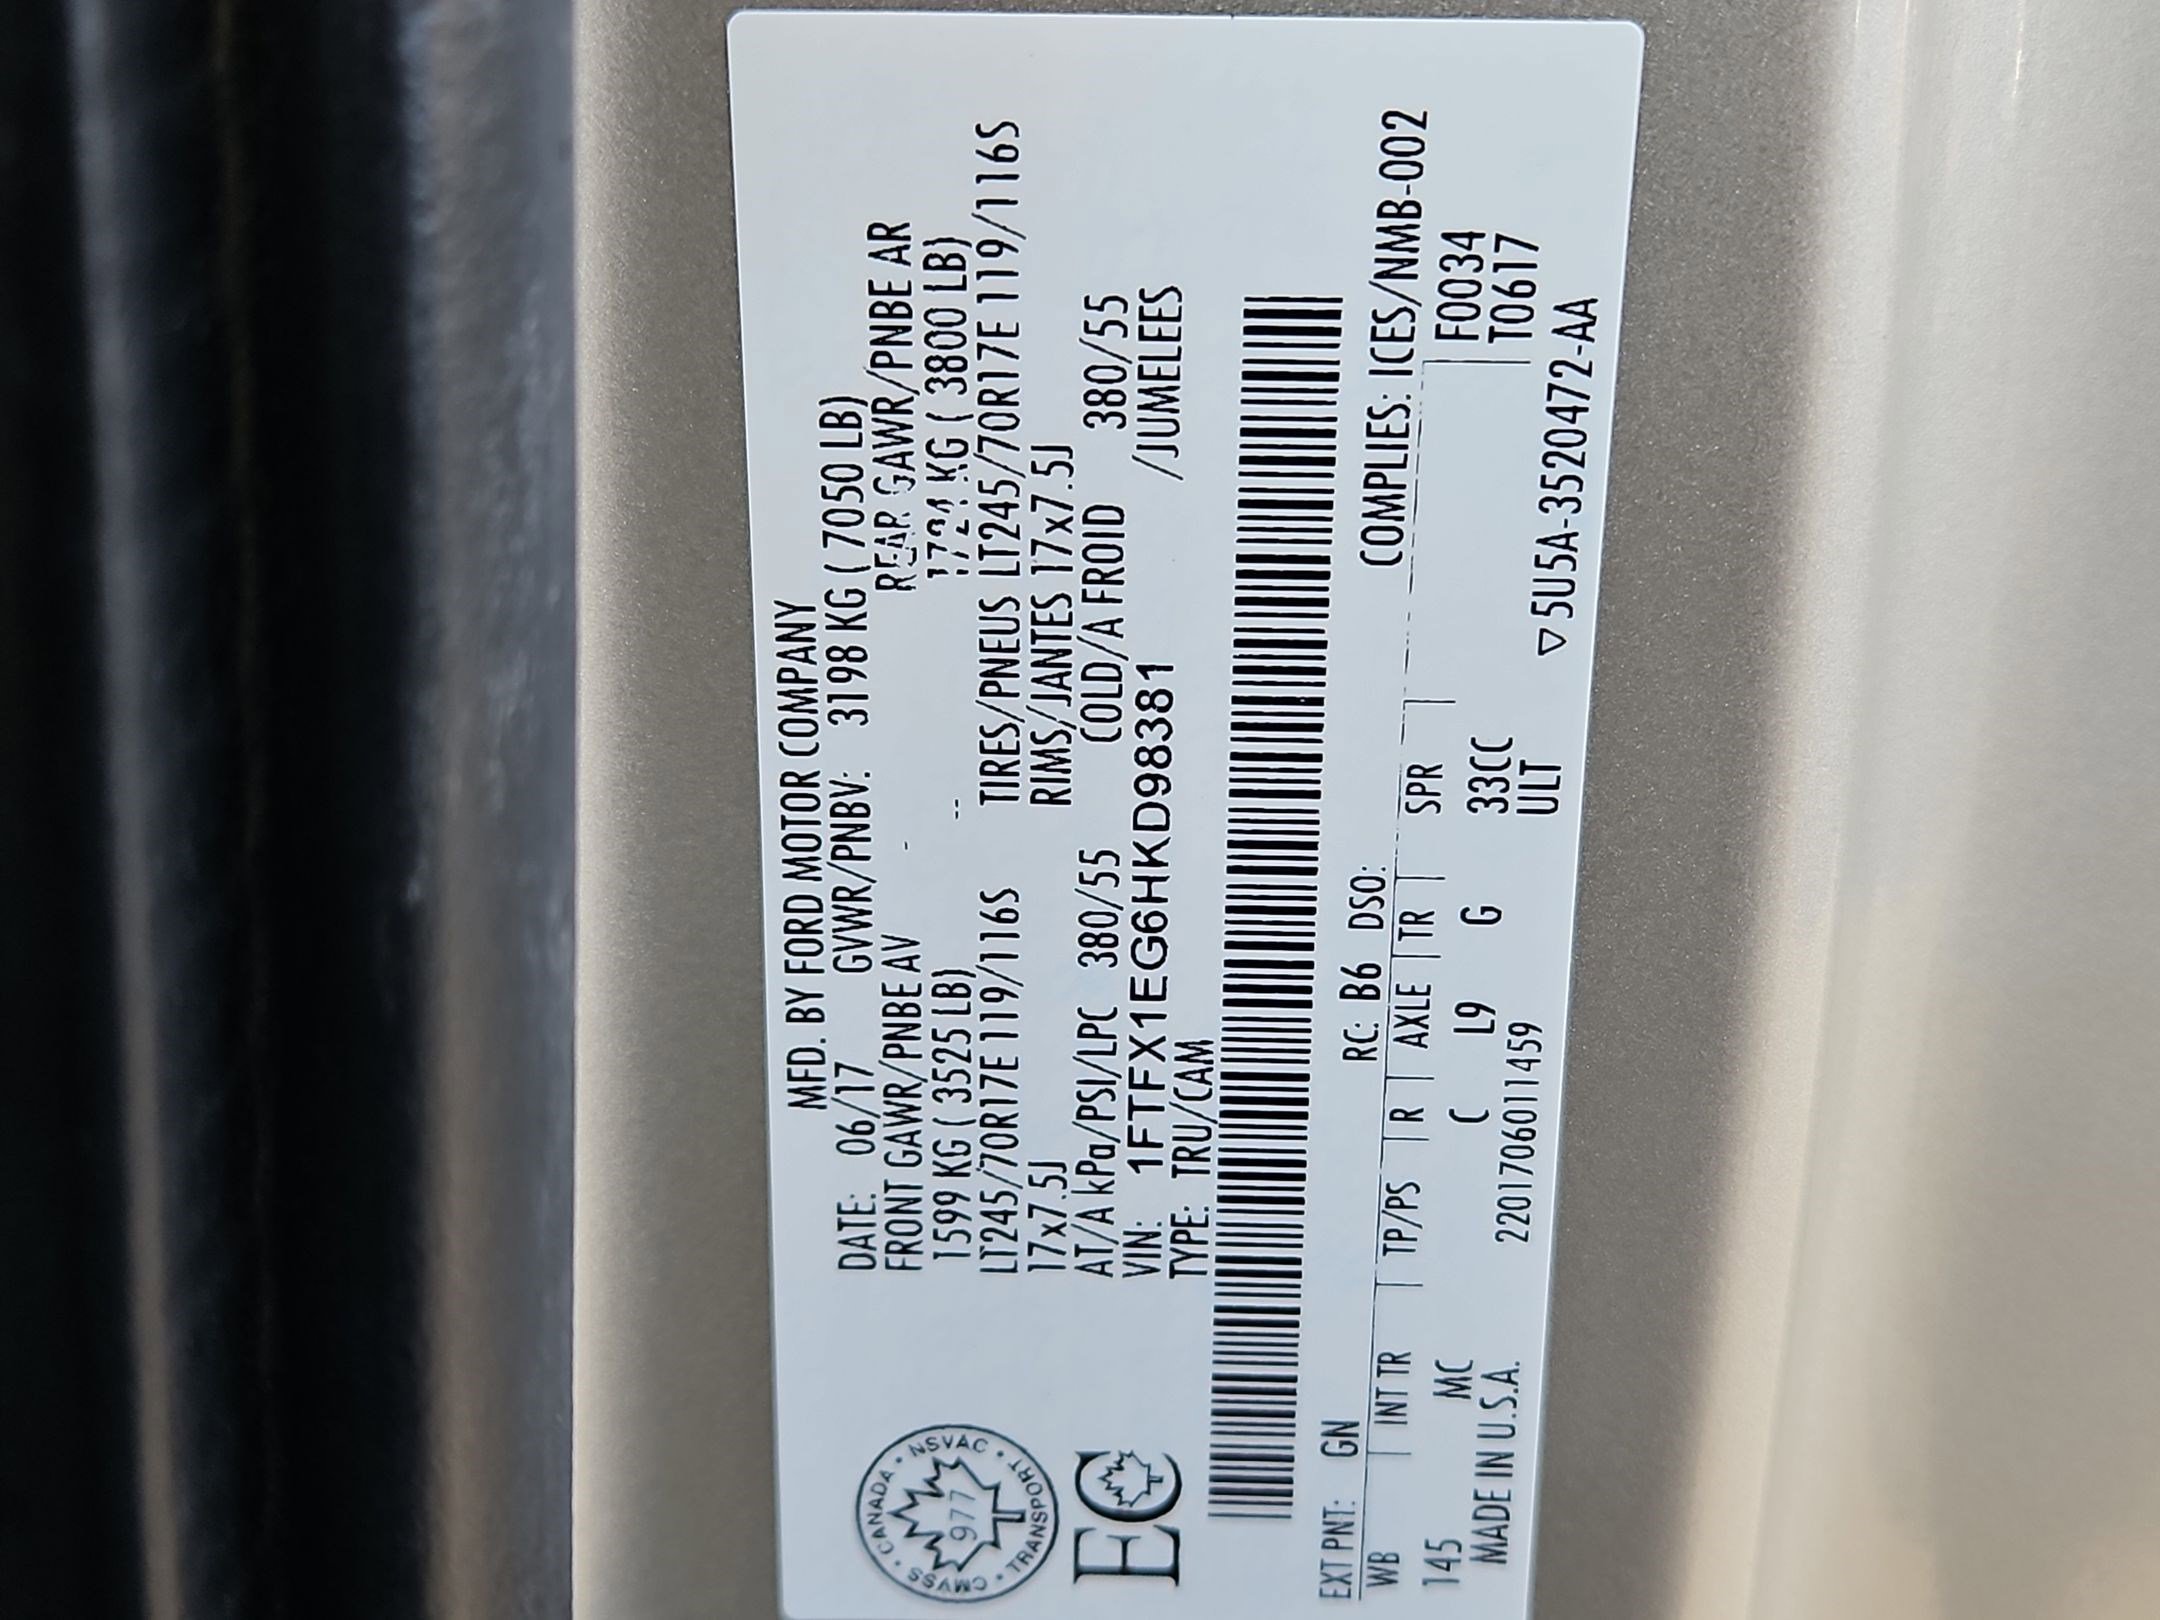 MFD. BY FORD MOTOR COMPANY
DATE: 06/17 GVWR/PNBV: 3198 KG ( 7050 LB)
FRONT GAWR/PNBE AV - REAR GAWR/PNBE AR
1599 KG ( 3525 LB) -- 1724 KG ( 3800 LB)
LT245/70R17E 119/116S TIRES/PNEUS LT245/70R17E 119/116S
17x7.5J RIMS/JANTES 17x7.5J
AT/A kPa/PSI/LPC 380/55 COLD/A FROID 380/55
VIN: 1FTFX1EG6HKD98381 /JUMELEES
TYPE: TRU/CAM
CANADA • NSVAC • TRANSPORT • CMVSS •
977
EC
COMPLIES: ICES/NMB-002
EXT PNT: GN RC: B6 DSO:
WB INT TR TP/PS R AXLE TR SPR F0034
145 MC C L9 G 33CC T0617
MADE IN U.S.A. 220170601 1459 ULT
▽5U5A-3520472-AA